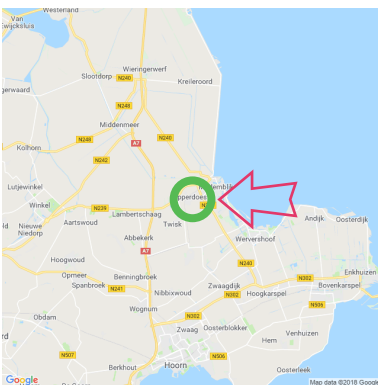 Westerland
Van
Ewijcksluis
Wieringerwerf
Slootdorp
N240
Kreileroord
gerwaard
N248
Middenmeer
A7
N248
N240
Kolhorn
N242
Lutjewinkel
Winkel
N239
Lambertschaag
Nieuwe
Niedorp
Aartswoud
Twisk
Abbekerk
Andijk
Oosterdijk
Wervershoof
A7
Hoogwoud
N240
Opmeer
Benningbroek
Spanbroek
N241
Nibbixwoud
Zwaagdijk
N302
Enkhuizen
Bovenkarspel
N302
Hoogkarspel
Wognum
N506
Obdam
N302
Zwaag
Oosterblokker
Venhuizen
Hem
rd
N507
N506
Berkhout
Hoorn
Oosterleek
Google
Map data ©2018 Google